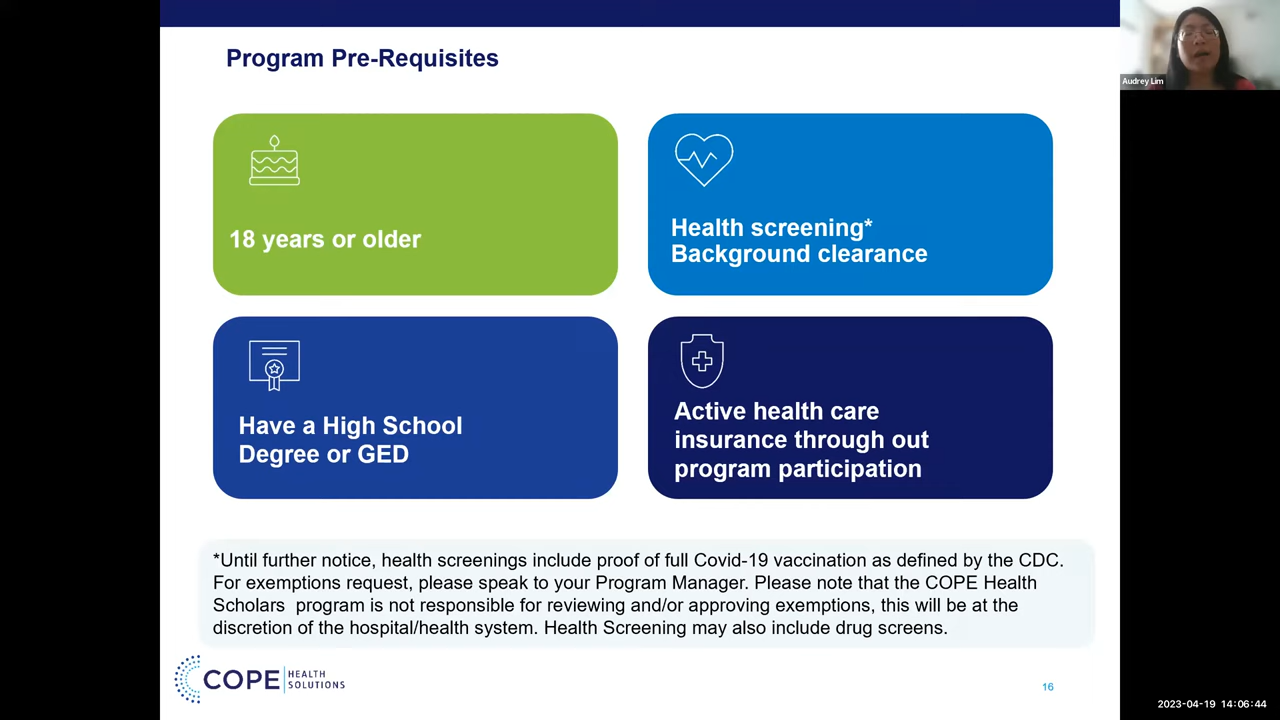 Program Pre-Requisites
Audrey Lim
18 years or older
Health screening*
Background clearance
Have a High School
Degree or GED
Active health care
insurance through out
program participation
*Until further notice, health screenings include proof of full Covid-19 vaccination as defined by the CDC.
For exemptions request, please speak to your Program Manager. Please note that the COPE Health
Scholars  program is not responsible for reviewing and/or approving exemptions, this will be at the
discretion of the hospital/health system. Health Screening may also include drug screens.
COPE HEALTH
SOLUTIONS
16
2023-04-19 14:06:44